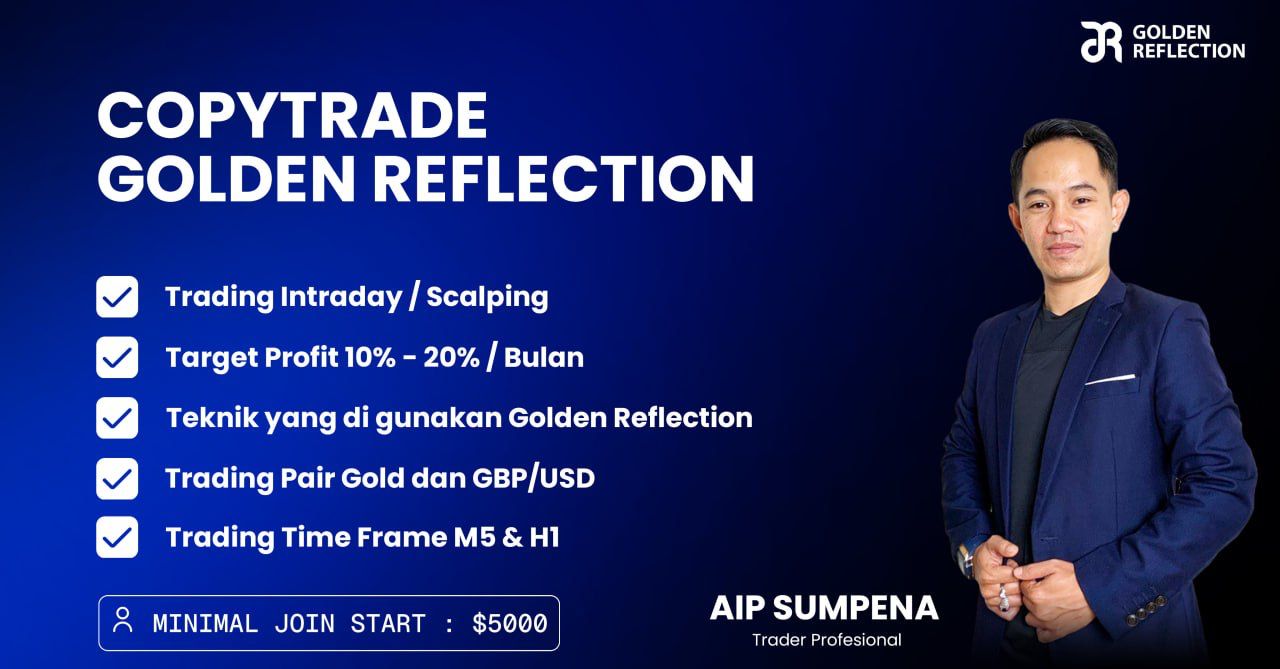 GOLDEN
REFLECTION
COPYTRADE
GOLDEN REFLECTION
Trading Intraday / Scalping
Target Profit 10% - 20% / Bulan
Teknik yang di gunakan Golden Reflection
Trading Pair Gold dan GBP/USD
Trading Time Frame M5 & H1
MINIMAL JOIN START : $5000
AIP SUMPENA
Trader Profesional